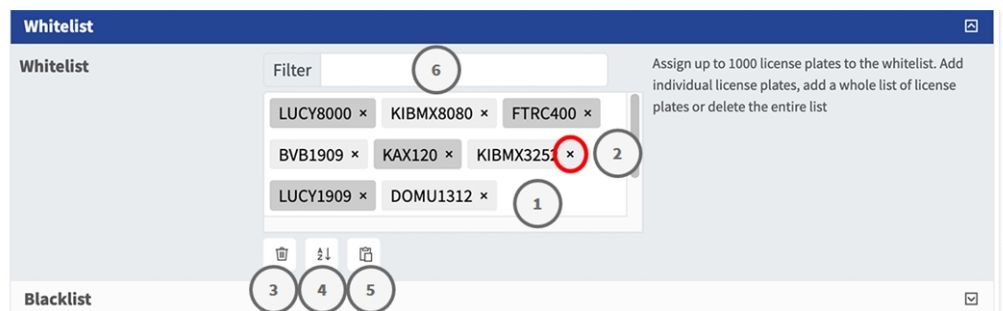 Whitelist
Whitelist
Filter
6
Assign up to 1000 license plates to the whitelist. Add
individual license plates, add a whole list of license
plates or delete the entire list
LUCY8000 × KIBMX8080 × FTRC400 ×
BVB1909 × KAX120 × KIBMX3252 × 2
LUCY1909 × DOMU1312 × 1
3 4 5
Blacklist